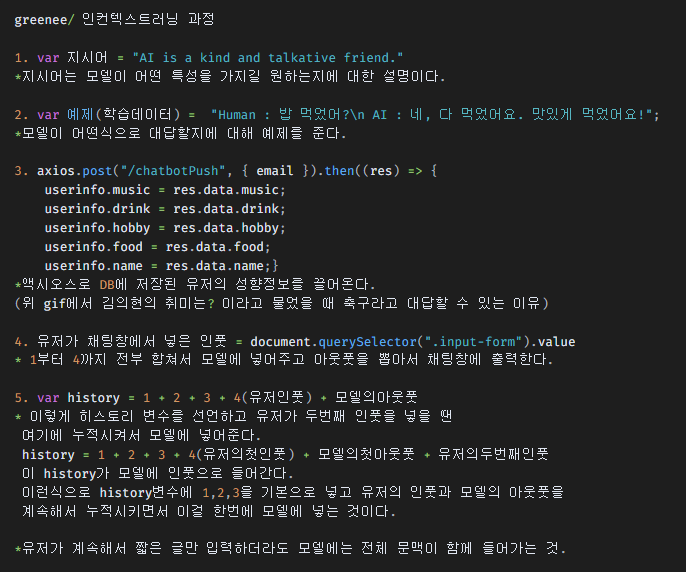 greenee/ 인컨텍스트러닝 과정
1. var 지시어 = "AI is a kind and talkative friend."
*지시어는 모델이 어떤 특성을 가지길 원하는지에 대한 설명이다.
2. var 예제(학습데이터) = "Human : 밥 먹었어?\n AI : 네, 다 먹었어요. 맛있게 먹었어요!";
*모델이 어떤식으로 대답할지에 대해 예제를 준다.
3. axios.post("/chatbotPush", { email }).then((res) => {
userinfo.music = res.data.music;
userinfo.drink = res.data.drink;
userinfo.hobby = res.data.hobby;
userinfo.food = res.data.food;
userinfo.name = res.data.name;}
*액시오스로 DB에 저장된 유저의 성향정보를 끌어온다.
(위 gif에서 김의현의 취미는? 이라고 물었을 때 축구라고 대답할 수 있는 이유)
4. 유저가 채팅창에서 넣은 인풋 = document.querySelector(".input-form").value
* 1부터 4까지 전부 합쳐서 모델에 넣어주고 아웃풋을 뽑아서 채팅창에 출력한다.
5. var history = 1 + 2 + 3 + 4(유저인풋) + 모델의아웃풋
* 이렇게 히스토리 변수를 선언하고 유저가 두번째 인풋을 넣을 땐
여기에 누적시켜서 모델에 넣어준다.
history = 1 + 2 + 3 + 4(유저의첫인풋) + 모델의첫아웃풋 + 유저의두번째인풋
이 history가 모델에 인풋으로 들어간다.
이런식으로 history변수에 1,2,3을 기본으로 넣고 유저의 인풋과 모델의 아웃풋을
계속해서 누적시키면서 이걸 한번에 모델에 넣는 것이다.
*유저가 계속해서 짧은 글만 입력하더라도 모델에는 전체 문맥이 함께 들어가는 것.